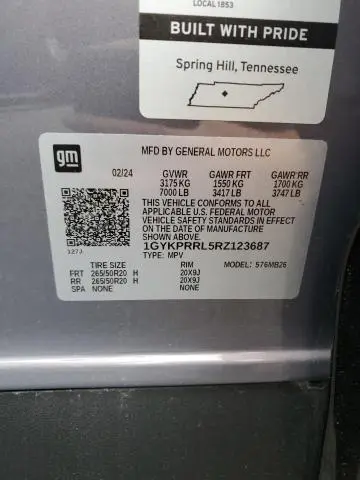 LOCAL 1853
BUILT WITH PRIDE
Spring Hill, Tennessee
gm
MFD BY GENERAL MOTORS LLC
02/24 GVWR GAWR FRT GAWR RR
3175 KG 1550 KG 1700 KG
7000 LB 3417 LB 3747 LB
THIS VEHICLE CONFORMS TO ALL
APPLICABLE U.S. FEDERAL MOTOR
VEHICLE SAFETY STANDARDS IN EFFECT
ON THE DATE OF MANUFACTURE SHOWN
ABOVE.
1GYKPRRL5RZ123687
127J TYPE: MPV MODEL: 576MB26
TIRE SIZE RIM
FRT 265/50R20 H 20X9J
RR 265/50R20 H 20X9J
SPA NONE NONE